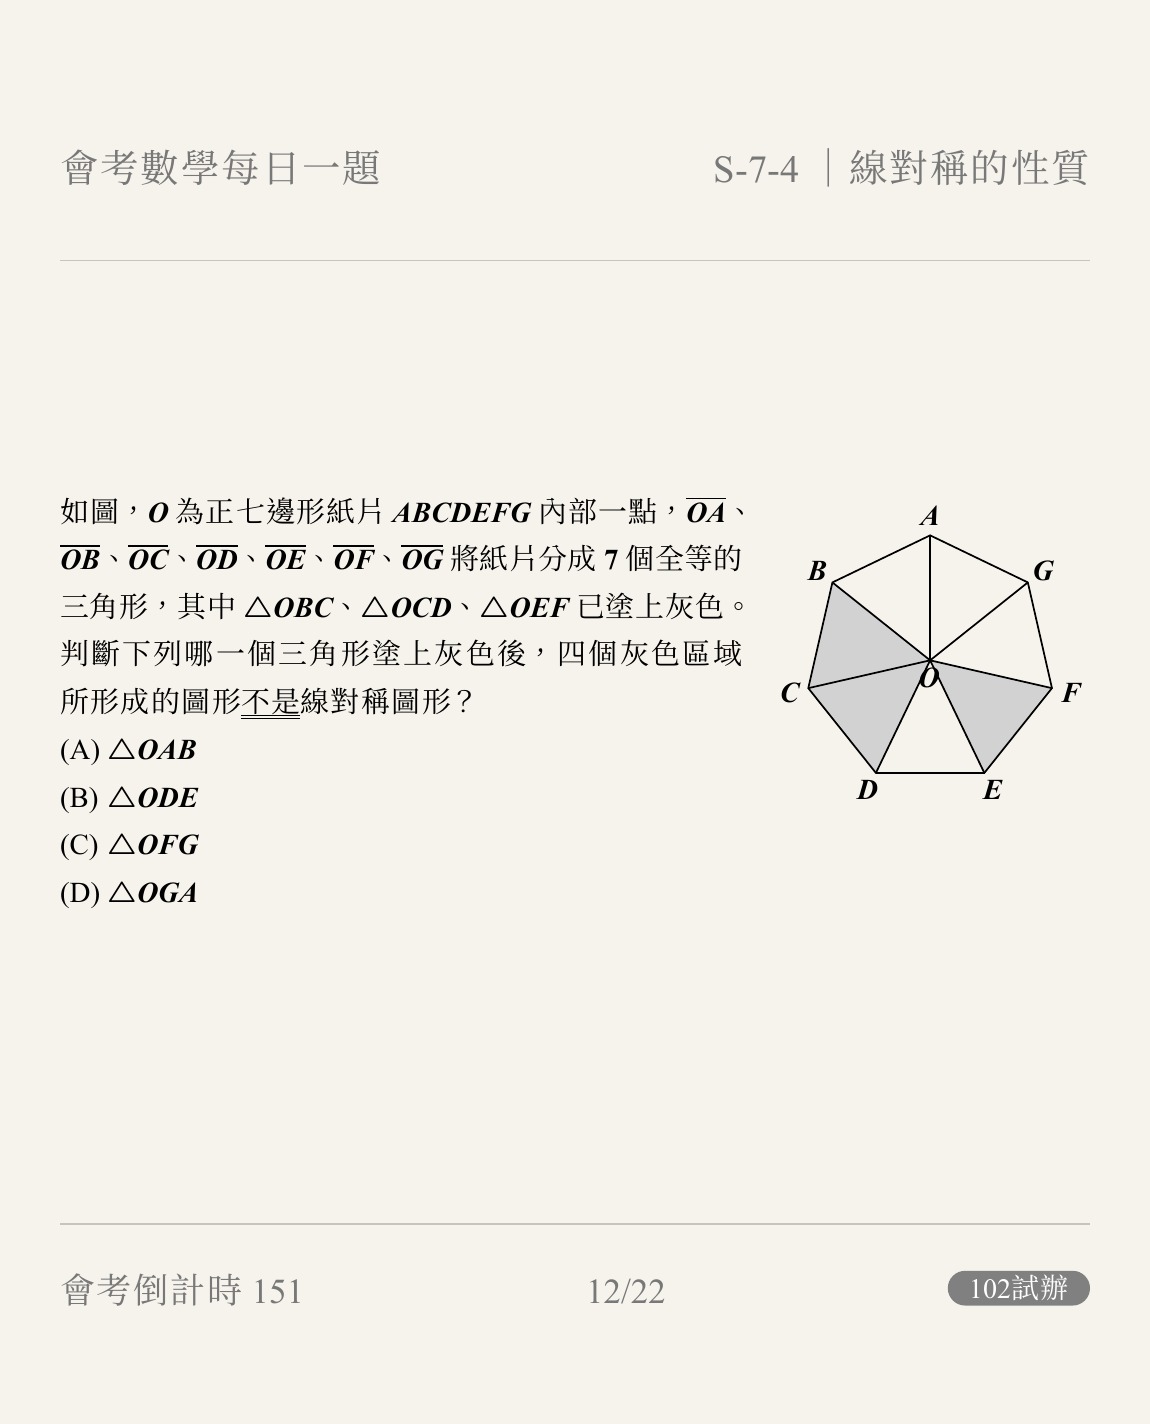 會考數學每日一題
S-7-4｜線對稱的性質
如圖，O 為正七邊形紙片 ABCDEFG 內部一點，OA、
OB、OC、OD、OE、OF、OG 將紙片分成 7 個全等的
三角形，其中 △OBC、△OCD、△OEF 已塗上灰色。
判斷下列哪一個三角形塗上灰色後，四個灰色區域
所形成的圖形不是線對稱圖形？
(A) △OAB
(B) △ODE
(C) △OFG
(D) △OGA
A
B
G
O
C
F
D
E
會考倒計時 151
12/22
102試辦